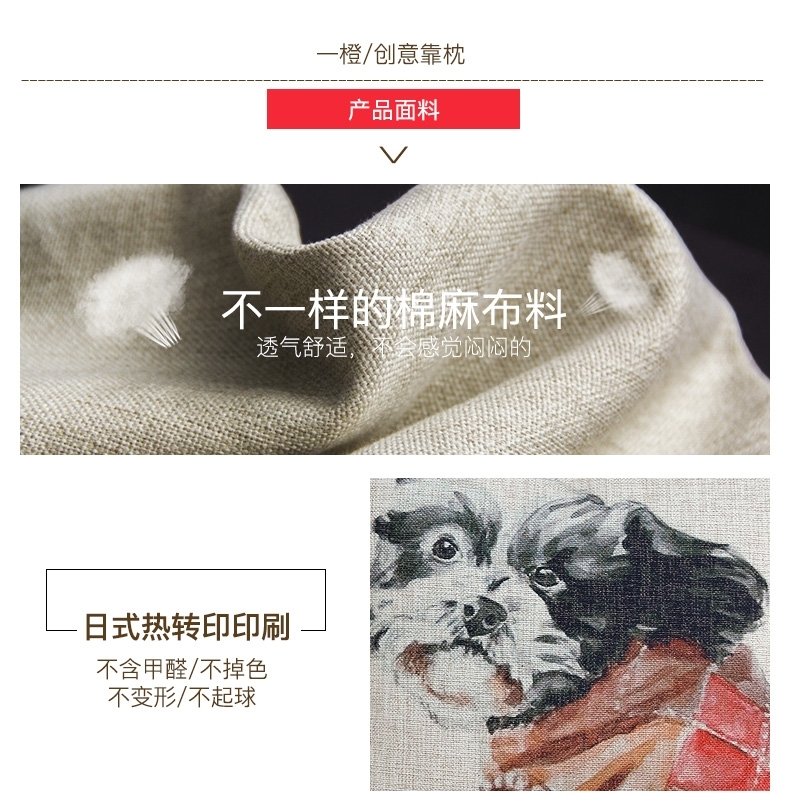 一橙/创意靠枕
产品面料
不一样的棉麻布料
透气舒适，不会感觉闷闷的
日式热转印印刷
不含甲醛/不掉色
不变形/不起球